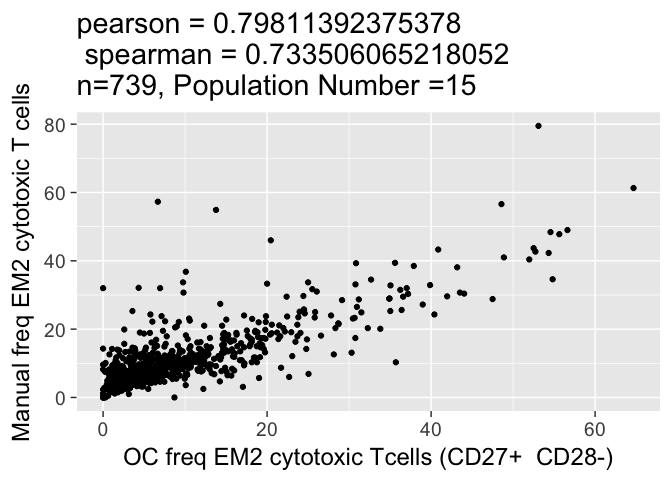 pearson = 0.79811392375378
spearman = 0.733506065218052
n=739, Population Number =15
Manual freq EM2 cytotoxic T cells
80
60
40
20
0
0 20 40 60
OC freq EM2 cytotoxic Tcells (CD27+  CD28-)